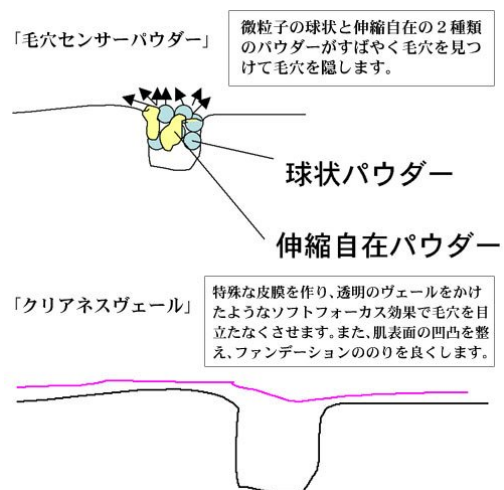 「毛穴センサーパウダー」
微粒子の球状と伸縮自在の２種類
のパウダーがすばやく毛穴を見つ
けて毛穴を隠します。
球状パウダー
伸縮自在パウダー
「クリアネスヴェール」
特殊な皮膜を作り、透明のヴェールをかけ
たようなソフトフォーカス効果で毛穴を目
立たなくさせます。また、肌表面の凹凸を整
え、ファンデーションののりを良くします。